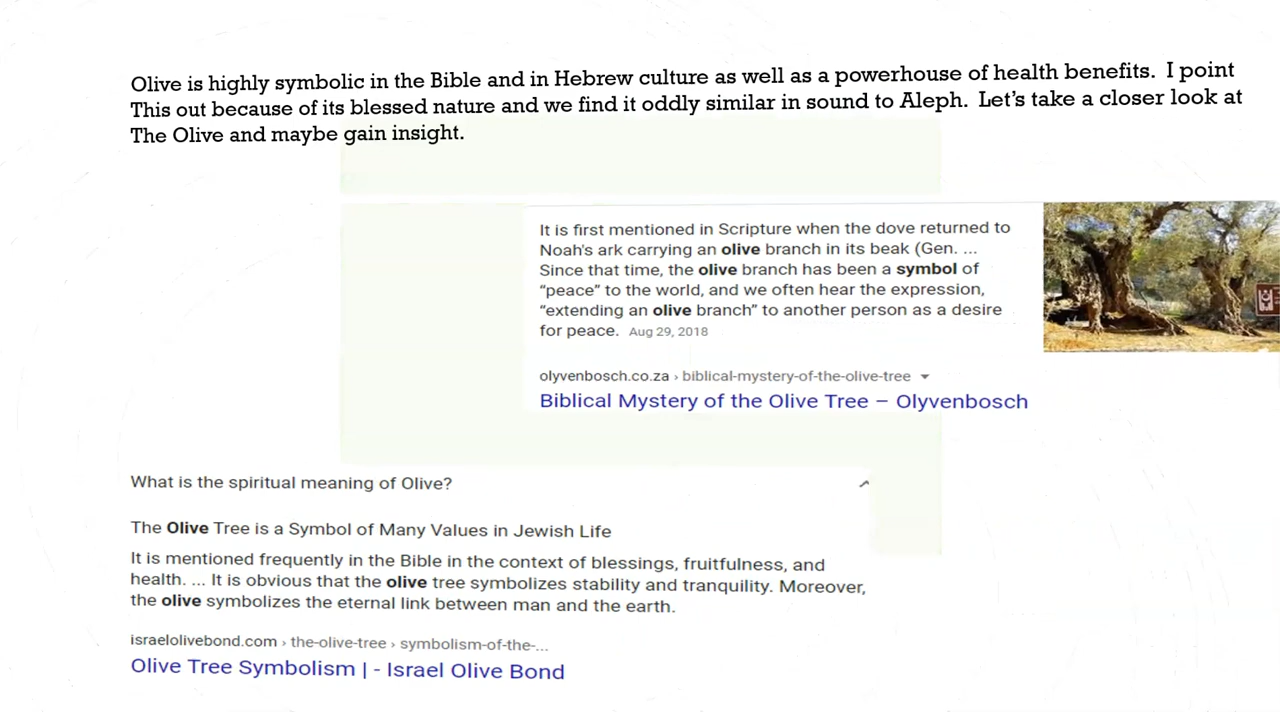 Olive is highly symbolic in the Bible and in Hebrew culture as well as a powerhouse of health benefits.  I point
This out because of its blessed nature and we find it oddly similar in sound to Aleph.  Let's take a closer look at
The Olive and maybe gain insight.
It is first mentioned in Scripture when the dove returned to
Noah's ark carrying an olive branch in its beak (Gen. ...
Since that time, the olive branch has been a symbol of
“peace” to the world, and we often hear the expression,
“extending an olive branch” to another person as a desire
for peace. Aug 29, 2018
olyvenbosch.co.za › biblical-mystery-of-the-olive-tree
Biblical Mystery of the Olive Tree – Olyvenbosch
What is the spiritual meaning of Olive?
The Olive Tree is a Symbol of Many Values in Jewish Life
It is mentioned frequently in the Bible in the context of blessings, fruitfulness, and
health. ... It is obvious that the olive tree symbolizes stability and tranquility. Moreover,
the olive symbolizes the eternal link between man and the earth.
israelolivebond.com › the-olive-tree › symbolism-of-the-...
Olive Tree Symbolism | - Israel Olive Bond